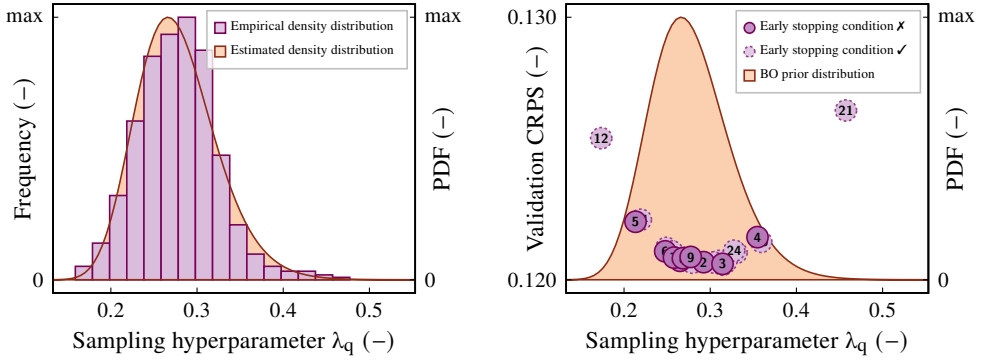 max
0
Frequency (−)
0.2 0.3 0.4 0.5
Sampling hyperparameter λq (−)
max
0
PDF (−)
Empirical density distribution
Estimated density distribution
0.130
0.120
Validation CRPS (−)
0.2 0.3 0.4 0.5
Sampling hyperparameter λq (−)
max
0
PDF (−)
Early stopping condition ✗
Early stopping condition ✓
BO prior distribution
21
12
5
4
24
9
2
3